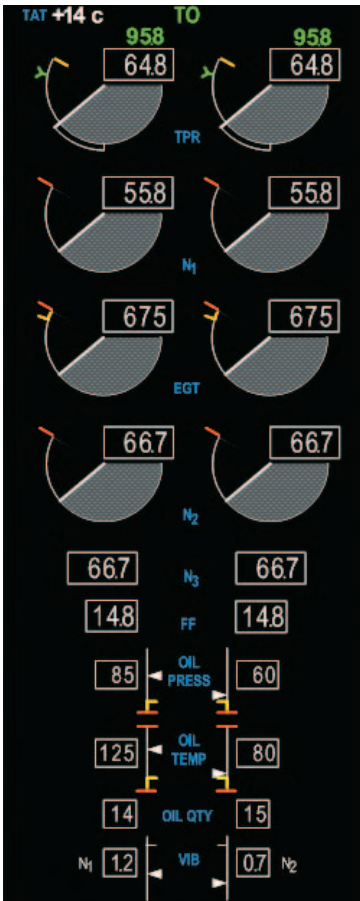 TAT +14 c TO
95.8 95.8
64.8 64.8
TPR
55.8 55.8
N1
675 675
EGT
66.7 66.7
N2
66.7 N3 66.7
14.8 FF 14.8
OIL
85 PRESS 60
OIL
125 TEMP 80
14 OIL QTY 15
N1 1.2 VIB 0.7 N2